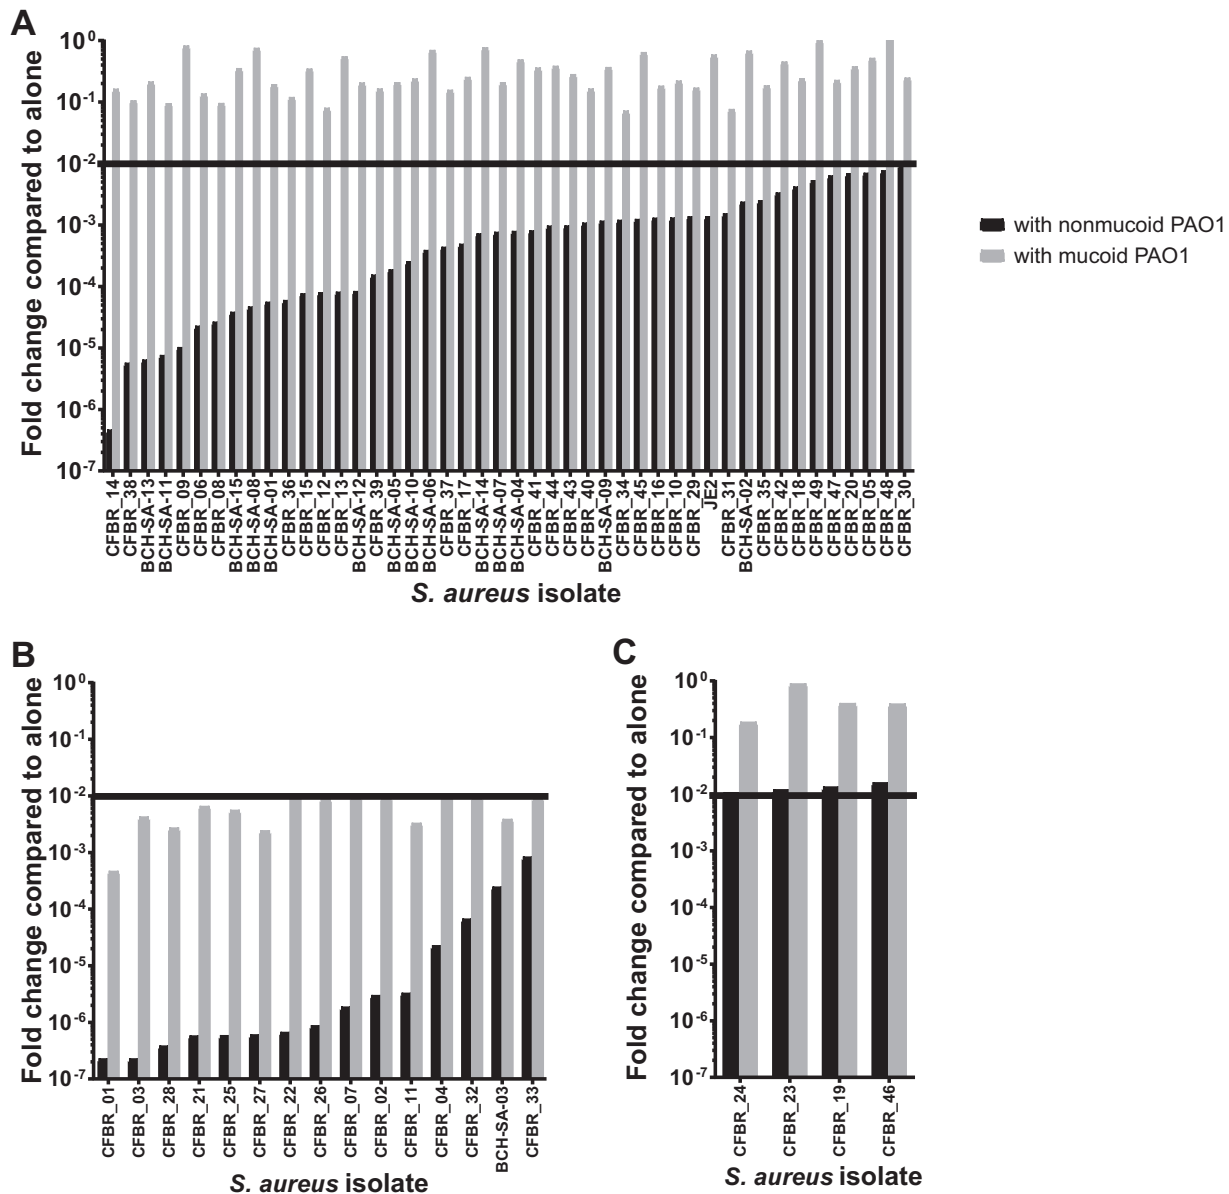 A
Fold change compared to alone
10⁰
10⁻¹
10⁻²
10⁻³
10⁻⁴
10⁻⁵
10⁻⁶
10⁻⁷
CFBR_14
CFBR_38
BCH-SA-13
BCH-SA-11
CFBR_09
CFBR_06
CFBR_08
BCH-SA-15
BCH-SA-08
BCH-SA-01
CFBR_36
CFBR_15
CFBR_12
CFBR_13
BCH-SA-12
CFBR_39
BCH-SA-05
BCH-SA-10
BCH-SA-06
CFBR_37
CFBR_17
BCH-SA-14
BCH-SA-07
BCH-SA-04
CFBR_41
CFBR_44
CFBR_43
CFBR_40
BCH-SA-09
CFBR_34
CFBR_45
CFBR_16
CFBR_10
CFBR_29
JE2
CFBR_31
BCH-SA-02
CFBR_35
CFBR_42
CFBR_18
CFBR_49
CFBR_47
CFBR_20
CFBR_05
CFBR_48
CFBR_30
S. aureus isolate
with nonmucoid PAO1
with mucoid PAO1
B
Fold change compared to alone
10⁰
10⁻¹
10⁻²
10⁻³
10⁻⁴
10⁻⁵
10⁻⁶
10⁻⁷
CFBR_01
CFBR_03
CFBR_28
CFBR_21
CFBR_25
CFBR_27
CFBR_22
CFBR_26
CFBR_07
CFBR_02
CFBR_11
CFBR_04
CFBR_32
BCH-SA-03
CFBR_33
S. aureus isolate
C
Fold change compared to alone
10⁰
10⁻¹
10⁻²
10⁻³
10⁻⁴
10⁻⁵
10⁻⁶
10⁻⁷
CFBR_24
CFBR_23
CFBR_19
CFBR_46
S. aureus isolate